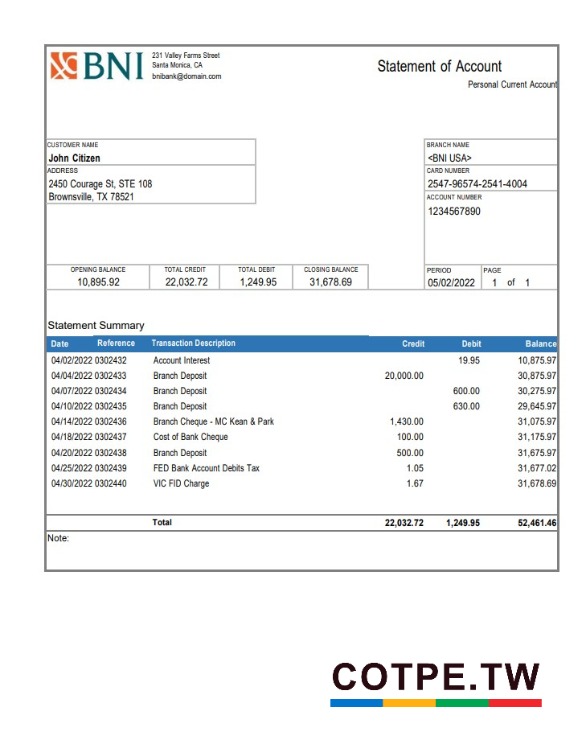 BNI
231 Valley Farms Street
Santa Monica, CA
bnibank@domain.com
Statement of Account
Personal Current Account
CUSTOMER NAME
John Citizen
ADDRESS
2450 Courage St, STE 108
Brownsville, TX 78521
BRANCH NAME
<BNI USA>
CARD NUMBER
2547-96574-2541-4004
ACCOUNT NUMBER
1234567890
OPENING BALANCE TOTAL CREDIT TOTAL DEBIT CLOSING BALANCE PERIOD PAGE
10,895.92 22,032.72 1,249.95 31,678.69 05/02/2022 1 of 1
Statement Summary
Date Reference Transaction Description Credit Debit Balance
04/02/2022 0302432 Account Interest 19.95 10,875.97
04/04/2022 0302433 Branch Deposit 20,000.00 30,875.97
04/07/2022 0302434 Branch Deposit 600.00 30,275.97
04/10/2022 0302435 Branch Deposit 630.00 29,645.97
04/14/2022 0302436 Branch Cheque - MC Kean & Park 1,430.00 31,075.97
04/18/2022 0302437 Cost of Bank Cheque 100.00 31,175.97
04/20/2022 0302438 Branch Deposit 500.00 31,675.97
04/25/2022 0302439 FED Bank Account Debits Tax 1.05 31,677.02
04/30/2022 0302440 VIC FID Charge 1.67 31,678.69
Total 22,032.72 1,249.95 52,461.46
Note:
COTPE.TW